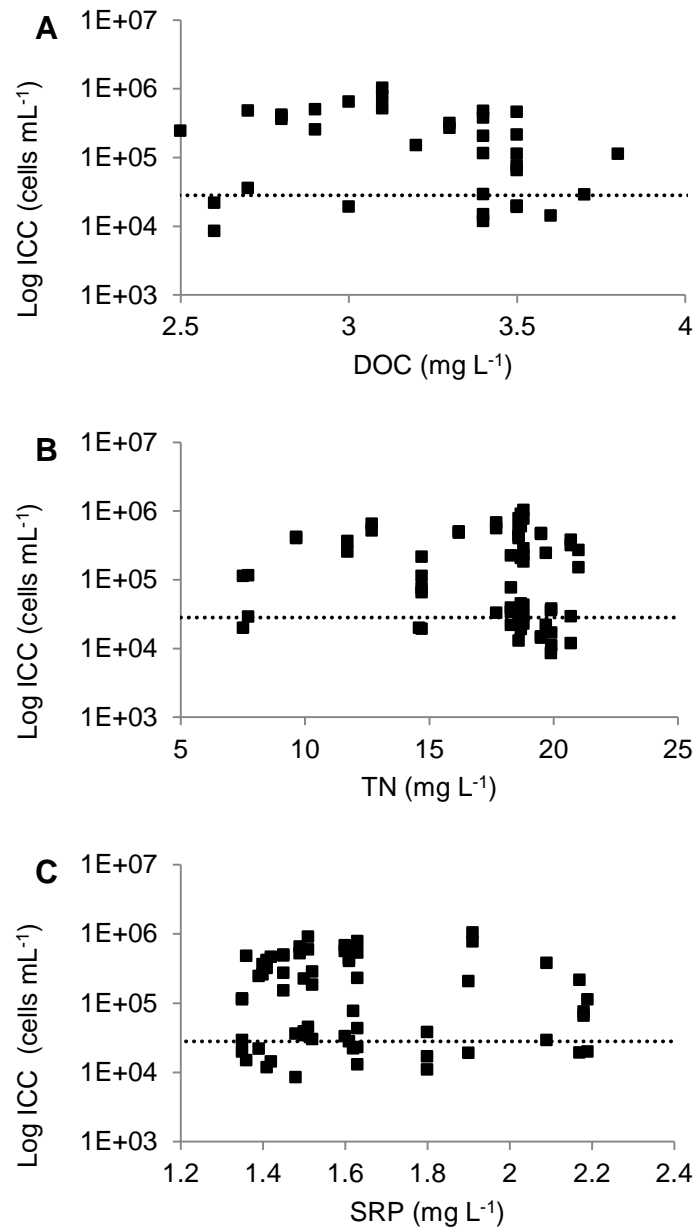 A
1E+07
1E+06
1E+05
1E+04
1E+03
Log ICC (cells mL⁻¹)
2.5 3 3.5 4
DOC (mg L⁻¹)
B
1E+07
1E+06
1E+05
1E+04
1E+03
Log ICC (cells mL⁻¹)
5 10 15 20 25
TN (mg L⁻¹)
C
1E+07
1E+06
1E+05
1E+04
1E+03
Log ICC (cells mL⁻¹)
1.2 1.4 1.6 1.8 2 2.2 2.4
SRP (mg L⁻¹)